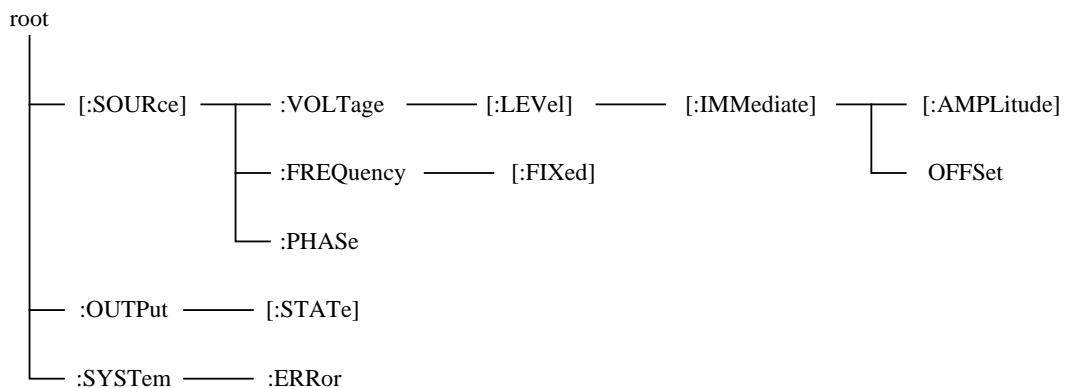 root
[:SOURce] :VOLTage [:LEVel] [:IMMediate] [:AMPLitude]
:FREQuency [:FIXed] OFFSet
:PHASe
:OUTPut [:STATe]
:SYSTem :ERRor